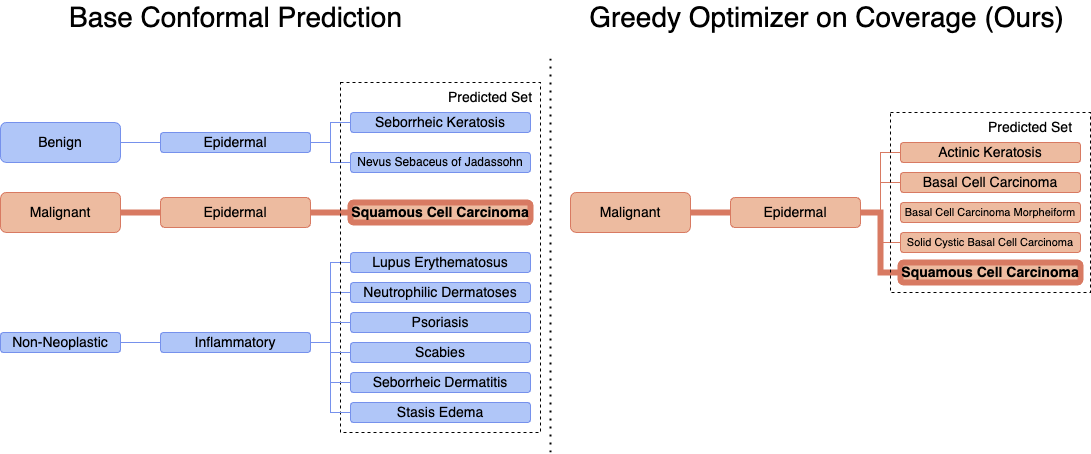 Base Conformal Prediction
Predicted Set
Benign
Epidermal
Seborrheic Keratosis
Nevus Sebaceus of Jadassohn
Malignant
Epidermal
Squamous Cell Carcinoma
Non-Neoplastic
Inflammatory
Lupus Erythematosus
Neutrophilic Dermatoses
Psoriasis
Scabies
Seborrheic Dermatitis
Stasis Edema
Greedy Optimizer on Coverage (Ours)
Predicted Set
Malignant
Epidermal
Actinic Keratosis
Basal Cell Carcinoma
Basal Cell Carcinoma Morpheiform
Solid Cystic Basal Cell Carcinoma
Squamous Cell Carcinoma